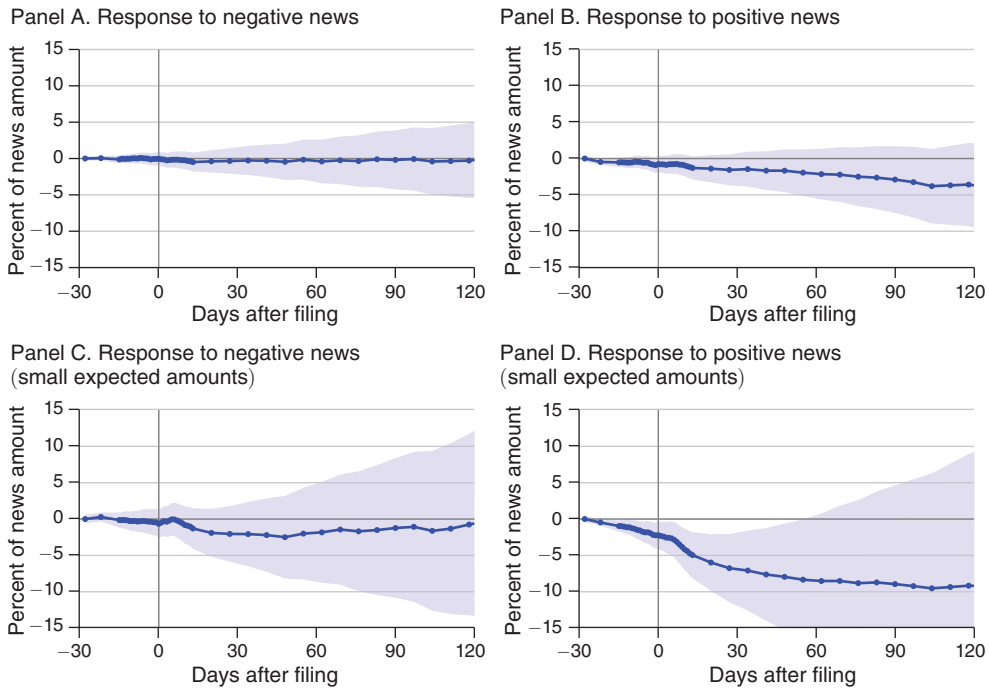 Panel A. Response to negative news
Percent of news amount
15
10
5
0
−5
−10
−15
−30 0 30 60 90 120
Days after filing
Panel B. Response to positive news
Percent of news amount
15
10
5
0
−5
−10
−15
−30 0 30 60 90 120
Days after filing
Panel C. Response to negative news
(small expected amounts)
Percent of news amount
15
10
5
0
−5
−10
−15
−30 0 30 60 90 120
Days after filing
Panel D. Response to positive news
(small expected amounts)
Percent of news amount
15
10
5
0
−5
−10
−15
−30 0 30 60 90 120
Days after filing